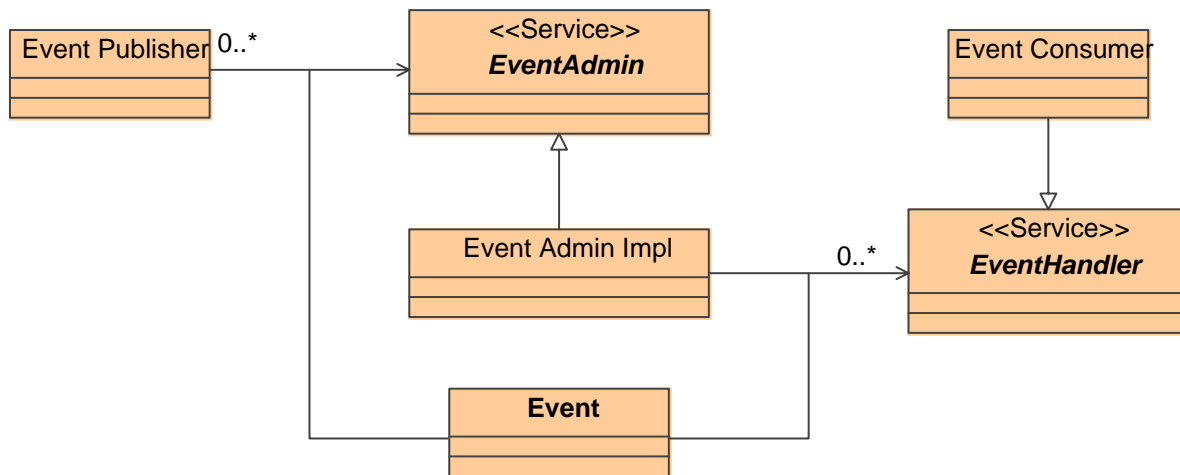 Event Publisher
0..*
<<Service>>
EventAdmin
Event Consumer
Event Admin Impl
0..*
<<Service>>
EventHandler
Event